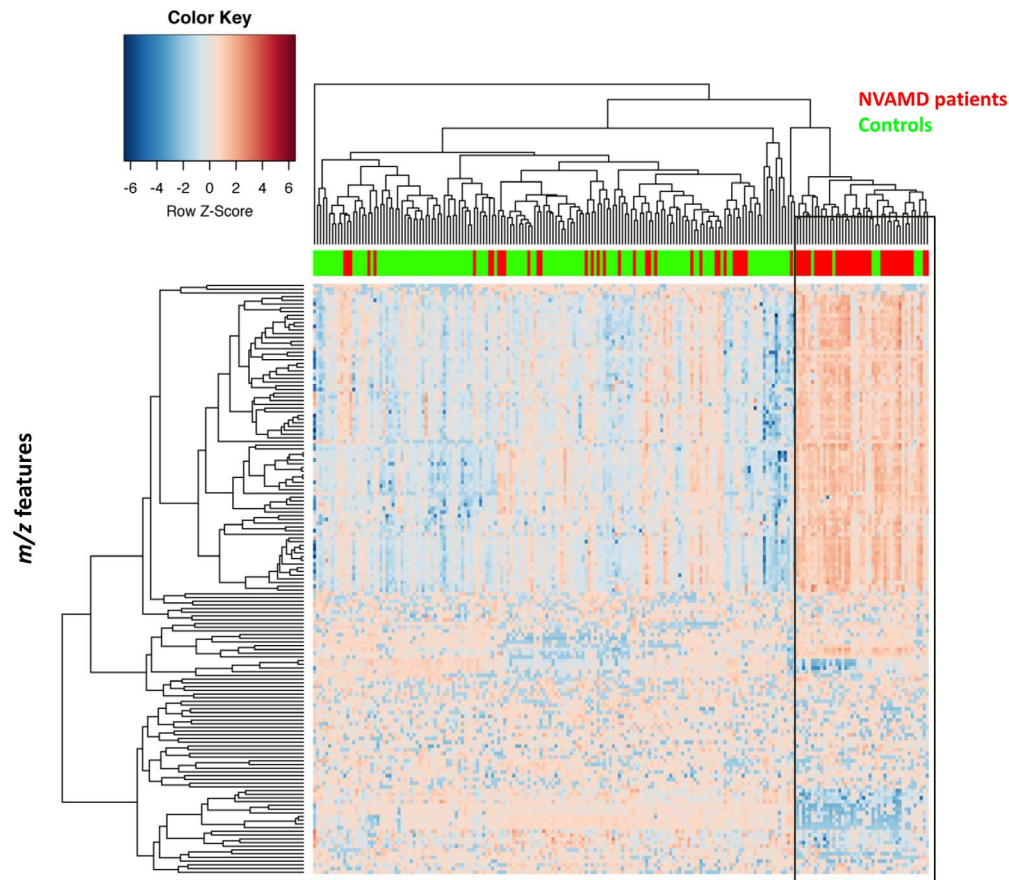 Color Key
-6 -4 -2 0 2 4 6
Row Z-Score
NVAMD patients
Controls
m/z features